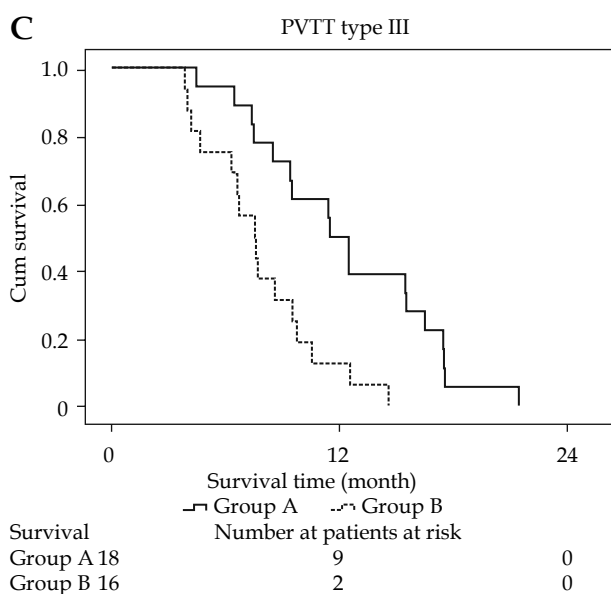 C
PVTT type III
1.0
0.8
0.6
0.4
0.2
0
Cum survival
0 12 24
Survival time (month)
Group A Group B
Survival Number at patients at risk
Group A 18 9 0
Group B 16 2 0